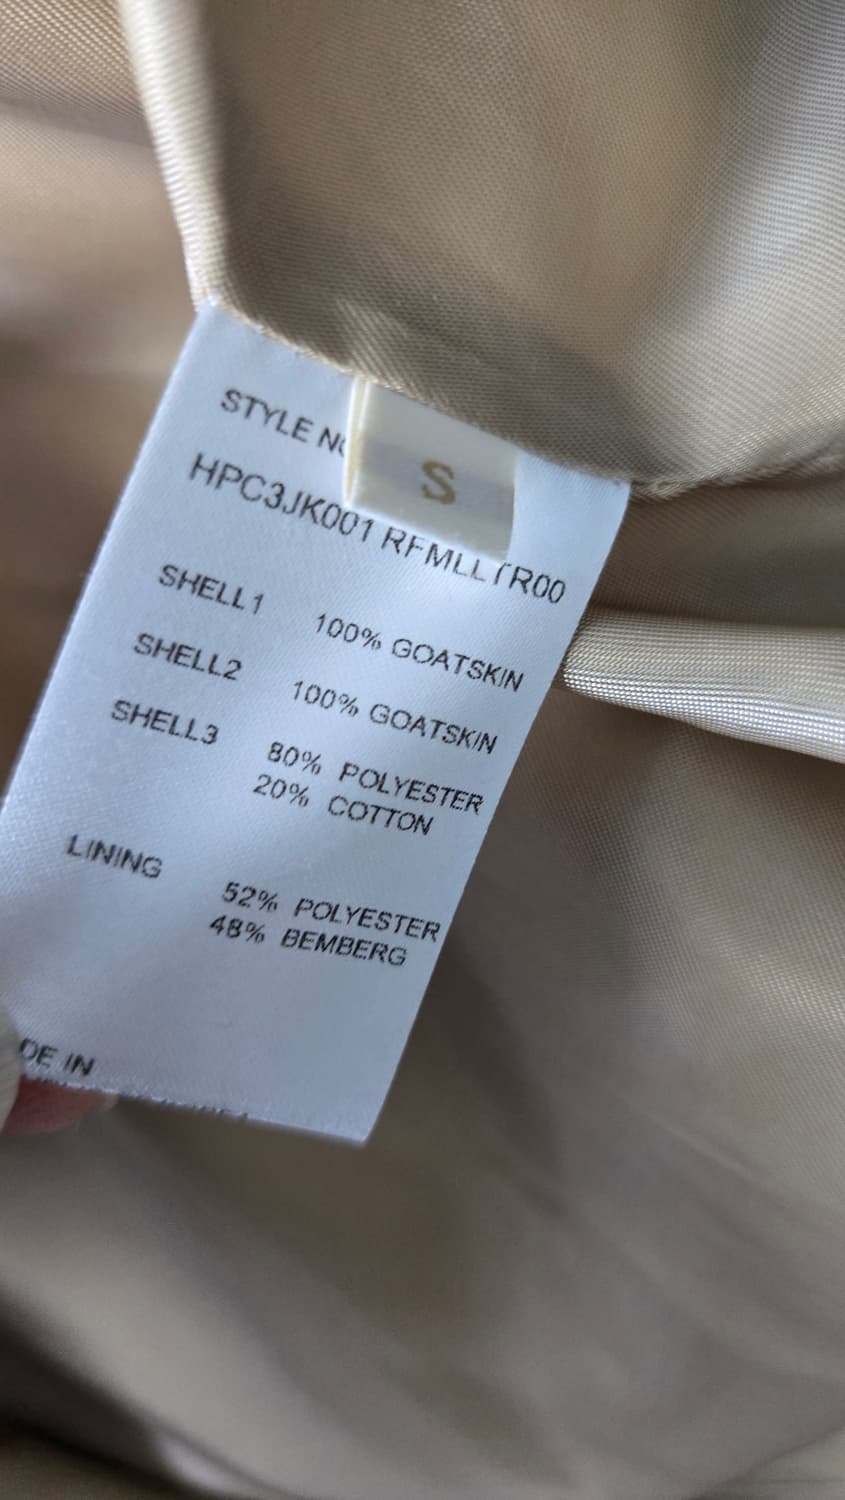 STYLE
S
HPC3JK001
SHELL1 100% GOATSKIN
SHELL2 100% GOATSKIN
SHELL3 80% POLYESTER
20% COTTON
LINING 52% POLYESTER
48% BEMBERG
DE IN